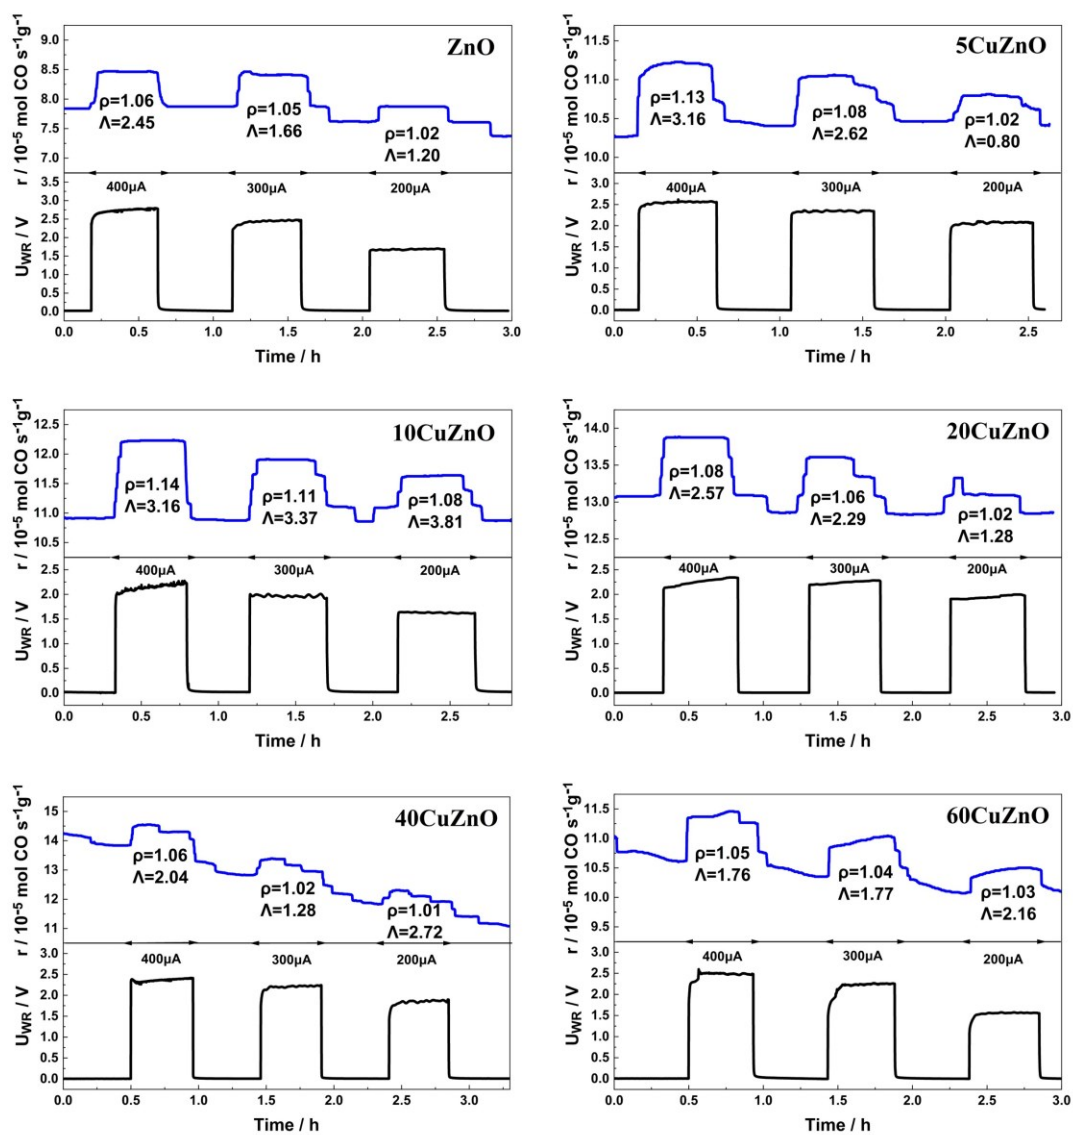 ZnO
r / 10⁻⁵ mol CO s⁻¹g⁻¹
9.0
8.5
8.0
7.5
7.0
ρ=1.06
Λ=2.45
ρ=1.05
Λ=1.66
ρ=1.02
Λ=1.20
400μA
300μA
200μA
U_WR / V
3.0
2.5
2.0
1.5
1.0
0.5
0.0
0.0 0.5 1.0 1.5 2.0 2.5 3.0
Time / h
5CuZnO
r / 10⁻⁵ mol CO s⁻¹g⁻¹
11.5
11.0
10.5
10.0
ρ=1.13
Λ=3.16
ρ=1.08
Λ=2.62
ρ=1.02
Λ=0.80
400μA
300μA
200μA
U_WR / V
3.0
2.5
2.0
1.5
1.0
0.5
0.0
0.0 0.5 1.0 1.5 2.0 2.5
Time / h
10CuZnO
r / 10⁻⁵ mol CO s⁻¹g⁻¹
12.5
12.0
11.5
11.0
10.5
ρ=1.14
Λ=3.16
ρ=1.11
Λ=3.37
ρ=1.08
Λ=3.81
400μA
300μA
200μA
U_WR / V
2.5
2.0
1.5
1.0
0.5
0.0
0.0 0.5 1.0 1.5 2.0 2.5
Time / h
20CuZnO
r / 10⁻⁵ mol CO s⁻¹g⁻¹
14.0
13.5
13.0
12.5
ρ=1.08
Λ=2.57
ρ=1.06
Λ=2.29
ρ=1.02
Λ=1.28
400μA
300μA
200μA
U_WR / V
2.5
2.0
1.5
1.0
0.5
0.0
0.0 0.5 1.0 1.5 2.0 2.5 3.0
Time / h
40CuZnO
r / 10⁻⁵ mol CO s⁻¹g⁻¹
15
14
13
12
11
ρ=1.06
Λ=2.04
ρ=1.02
Λ=1.28
ρ=1.01
Λ=2.72
400μA
300μA
200μA
U_WR / V
3.0
2.5
2.0
1.5
1.0
0.5
0.0
0.0 0.5 1.0 1.5 2.0 2.5 3.0
Time / h
60CuZnO
r / 10⁻⁵ mol CO s⁻¹g⁻¹
11.5
11.0
10.5
10.0
9.5
ρ=1.05
Λ=1.76
ρ=1.04
Λ=1.77
ρ=1.03
Λ=2.16
400μA
300μA
200μA
U_WR / V
3.0
2.5
2.0
1.5
1.0
0.5
0.0
0.0 0.5 1.0 1.5 2.0 2.5 3.0
Time / h